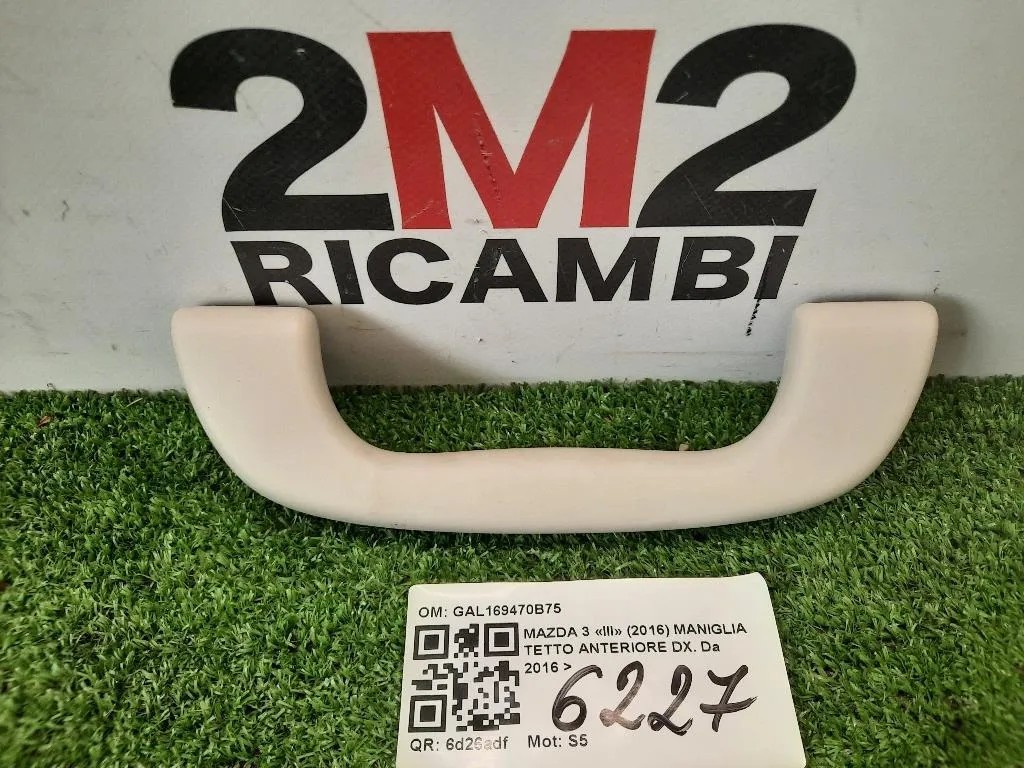 2M2
RICAMBI
OM: GAL169470B75
MAZDA 3 «III» (2016) MANIGLIA
TETTO ANTERIORE DX. Da
2016 >
6227
QR: 6d26adf Mot: S5